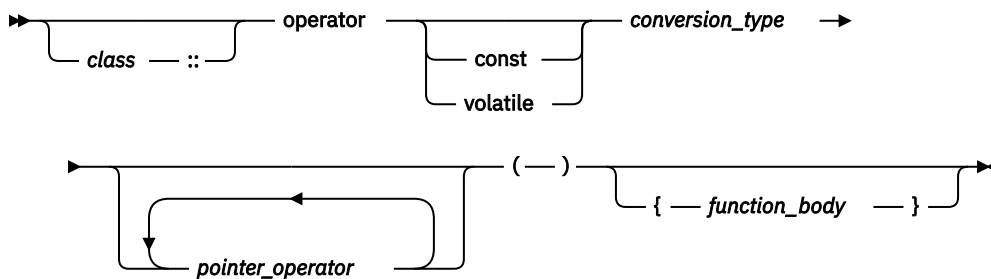 operator conversion_type
class :: const
volatile
( )
{ function_body }
pointer_operator